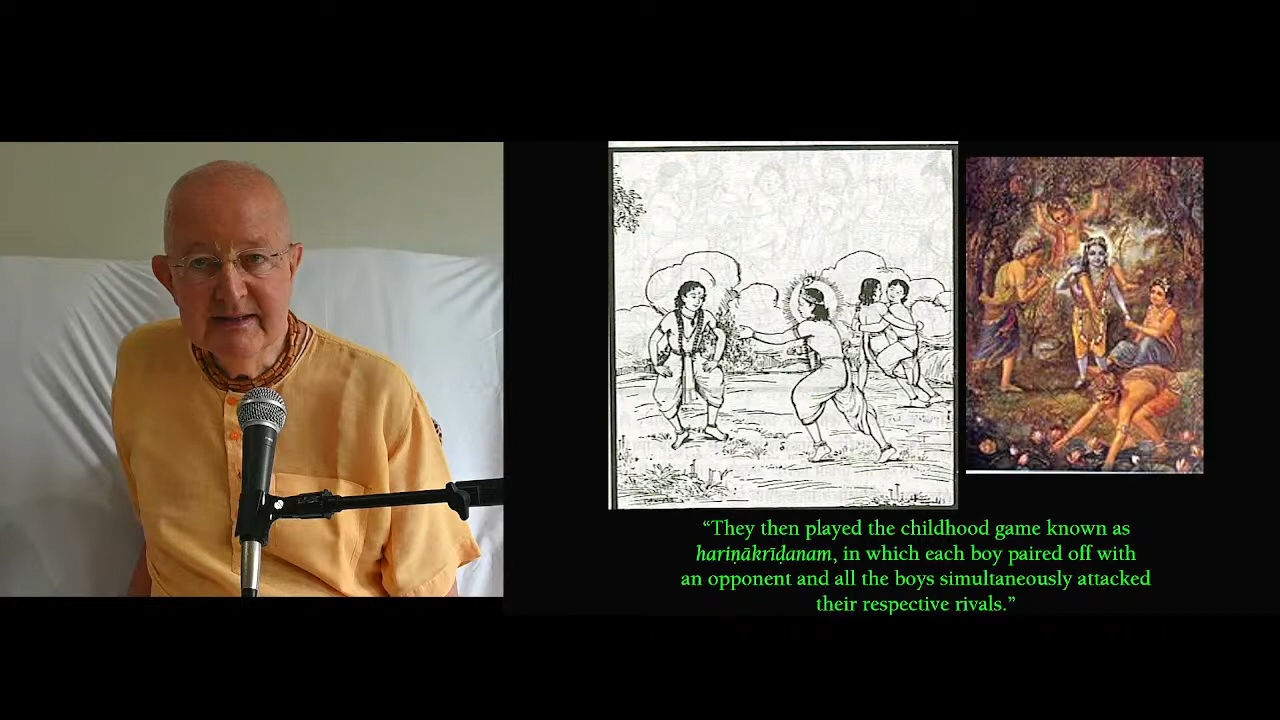 “They then played the childhood game known as
hariṇākrīḍanam, in which each boy paired off with
an opponent and all the boys simultaneously attacked
their respective rivals.”